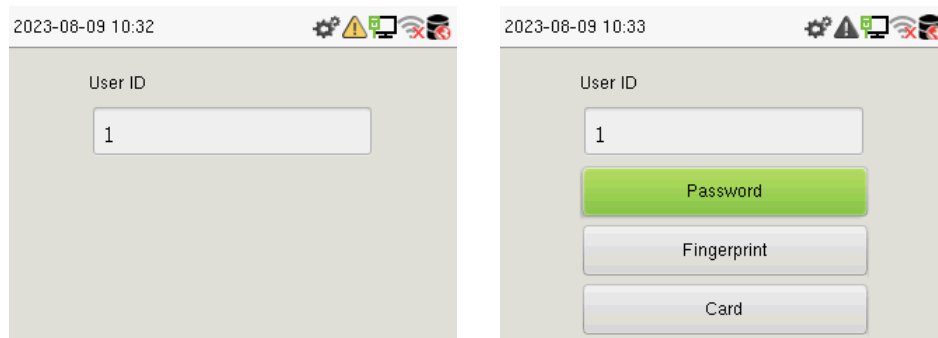 2023-08-09 10:32
User ID
1
2023-08-09 10:33
User ID
1
Password
Fingerprint
Card